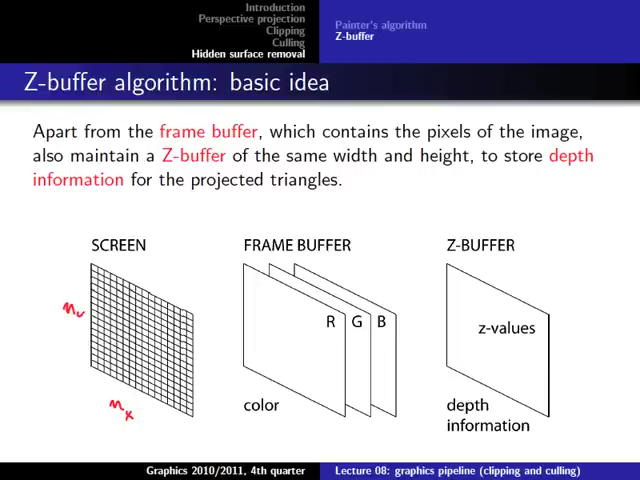 Introduction
Perspective projection
Clipping
Culling
Hidden surface removal
Painter's algorithm
Z-buffer
Z-buffer algorithm: basic idea
Apart from the frame buffer, which contains the pixels of the image,
also maintain a Z-buffer of the same width and height, to store depth
information for the projected triangles.
SCREEN
FRAME BUFFER
Z-BUFFER
R G B
z-values
color
depth
information
n_x
Graphics 2010/2011, 4th quarter
Lecture 08: graphics pipeline (clipping and culling)